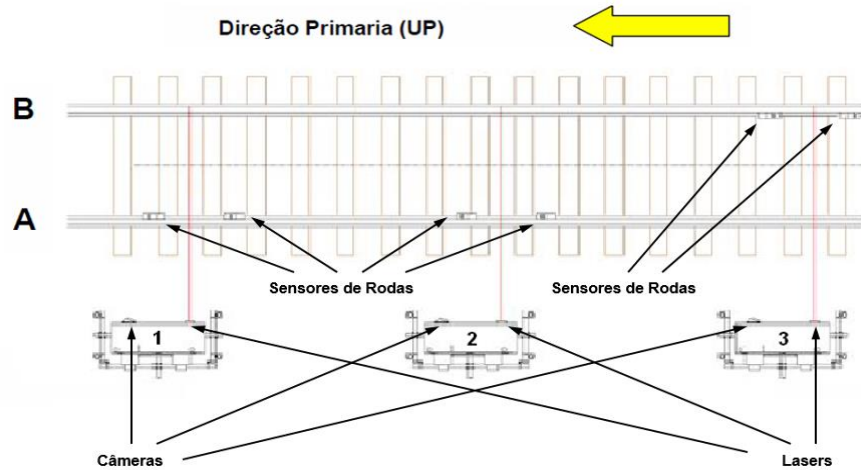 Direção Primaria (UP)
B
A
Sensores de Rodas
Sensores de Rodas
1
2
3
Câmeras
Lasers